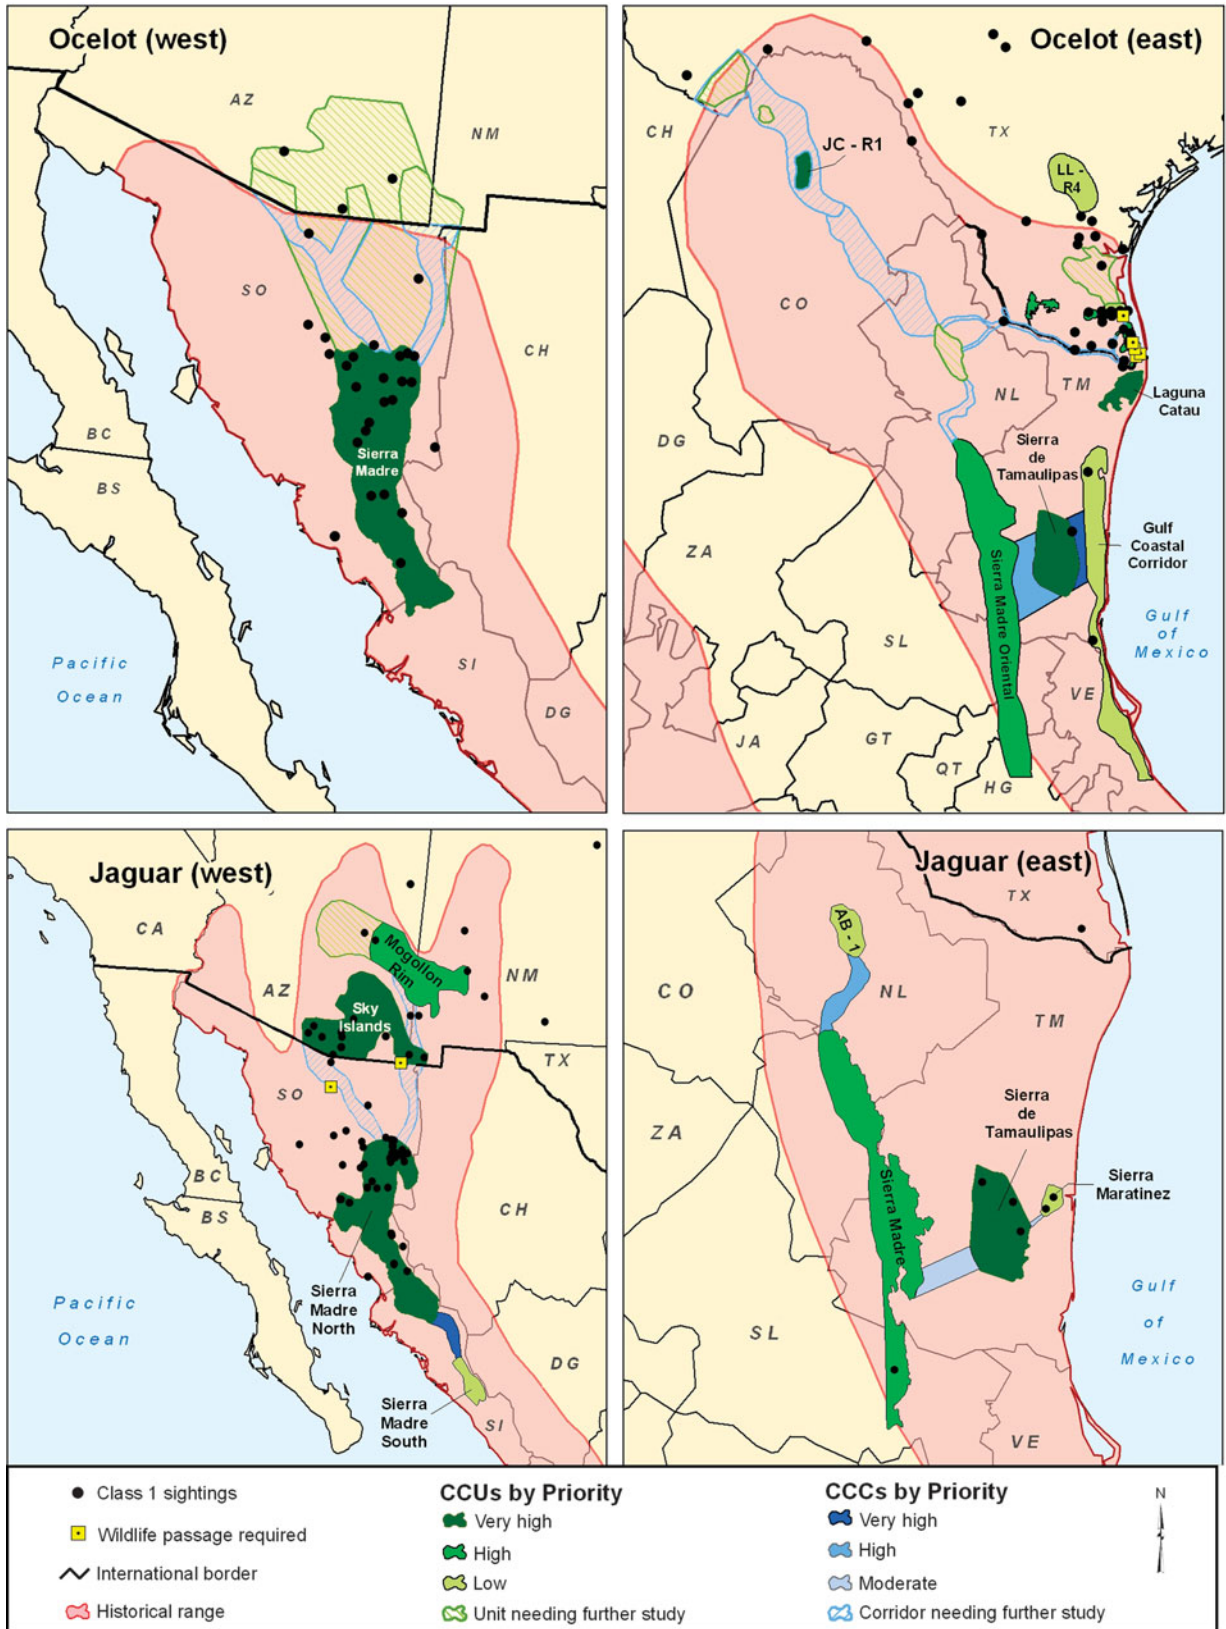 Ocelot (west)
AZ
NM
SO
CH
BC
BS
Sierra
Madre
Pacific
Ocean
SI
DG
Ocelot (east)
CH
TX
JC - R1
LL -
R4
CO
NL
TM
Laguna
Catau
DG
Sierra
de
Tamaulipas
ZA
Gulf
Coastal
Corridor
Sierra Madre Oriental
SL
Gulf
of
Mexico
VE
JA
GT
QT
HG
Jaguar (west)
CA
AZ
Mogollon
Rim
NM
Sky
Islands
TX
SO
BC
BS
CH
Pacific
Ocean
Sierra
Madre
North
DG
Sierra
Madre
South
SI
Jaguar (east)
TX
AB - 1
CO
NL
TM
Sierra
de
Tamaulipas
ZA
Sierra Madre
Sierra
Maratinez
SL
Gulf
of
Mexico
VE
Class 1 sightings
Wildlife passage required
International border
Historical range
CCUs by Priority
Very high
High
Low
Unit needing further study
CCCs by Priority
Very high
High
Moderate
Corridor needing further study
N